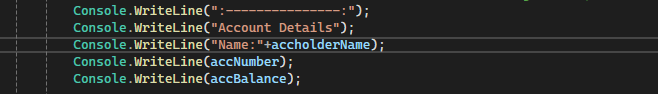 Console.WriteLine(":---------------:");
Console.WriteLine("Account Details");
Console.WriteLine("Name:"+accholderName);
Console.WriteLine(accNumber);
Console.WriteLine(accBalance);